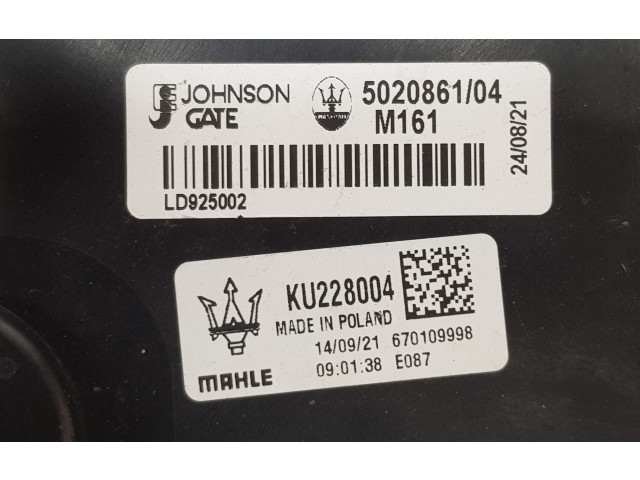 JOHNSON
GATE
5020861/04
M161
24/08/21
LD925002
KU228004
MADE IN POLAND
14/09/21 670109998
09:01:38 E087
MAHLE